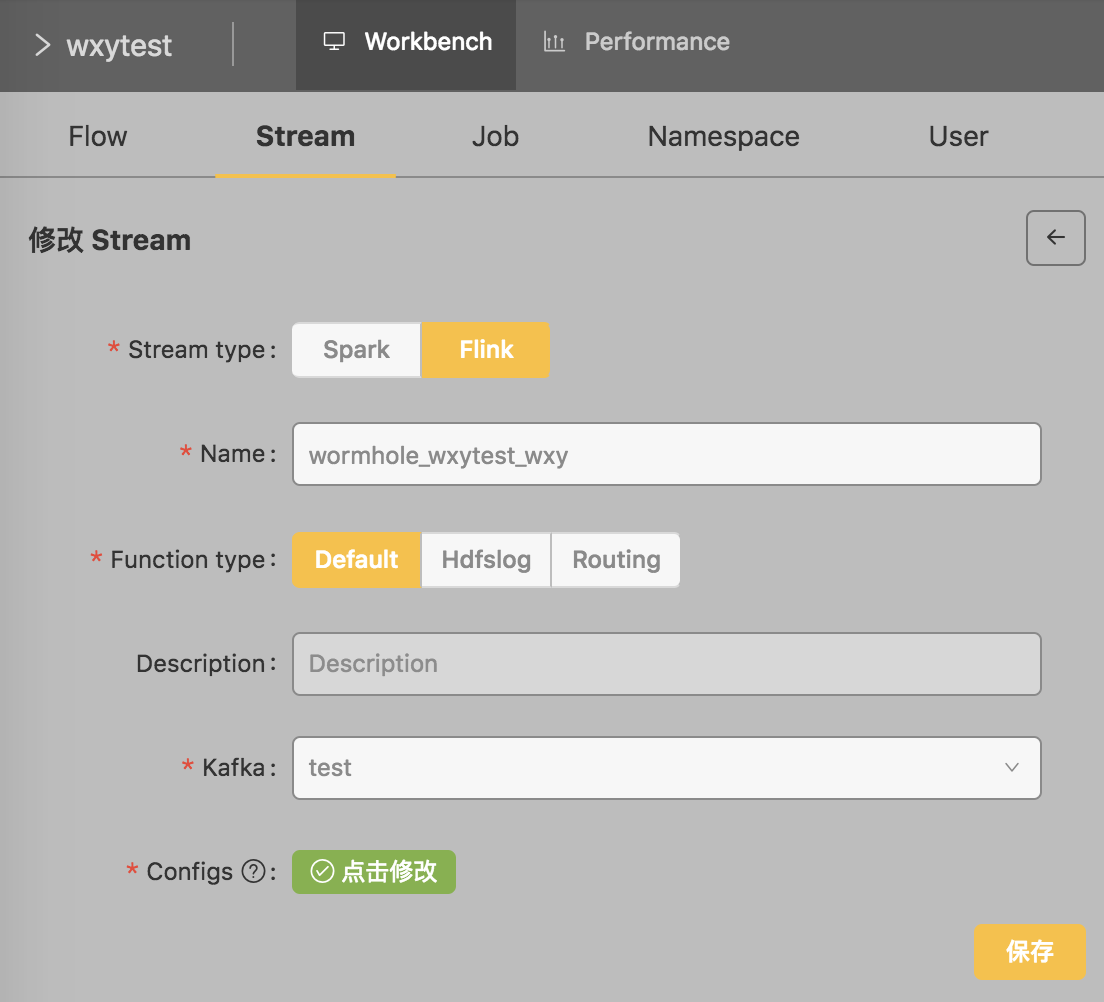 wxytest Workbench Performance
Flow Stream Job Namespace User
修改 Stream
* Stream type : Spark Flink
* Name : wormhole_wxytest_wxy
* Function type : Default Hdfslog Routing
Description : Description
* Kafka : test
* Configs ? : 点击修改
保存